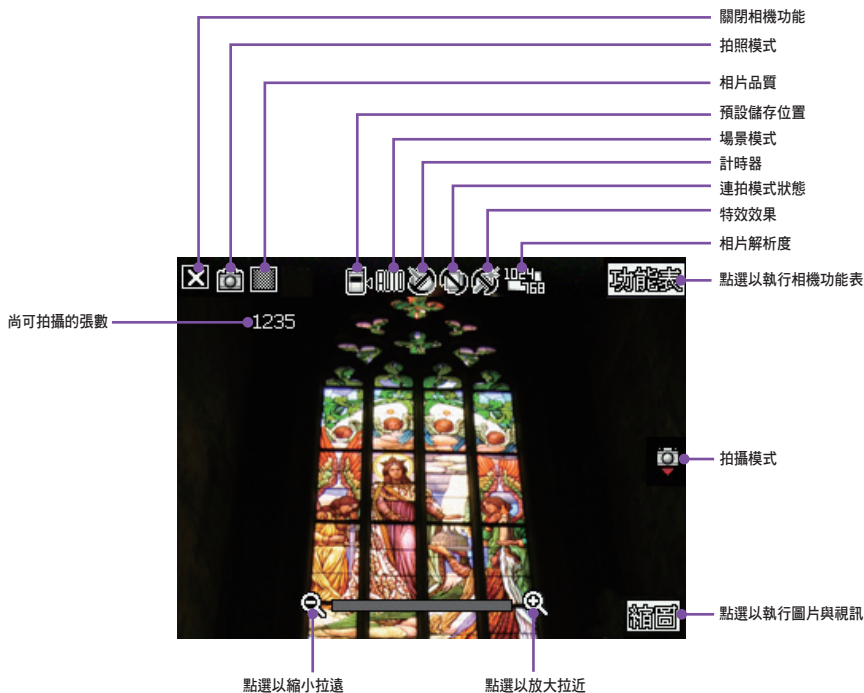 關閉相機功能
拍照模式
相片品質
預設儲存位置
場景模式
計時器
連拍模式狀態
特效效果
相片解析度
AUTO
1024
768
功能表
點選以執行相機功能表
尚可拍攝的張數
1235
拍攝模式
縮圖
點選以執行圖片與視訊
點選以縮小拉遠
點選以放大拉近